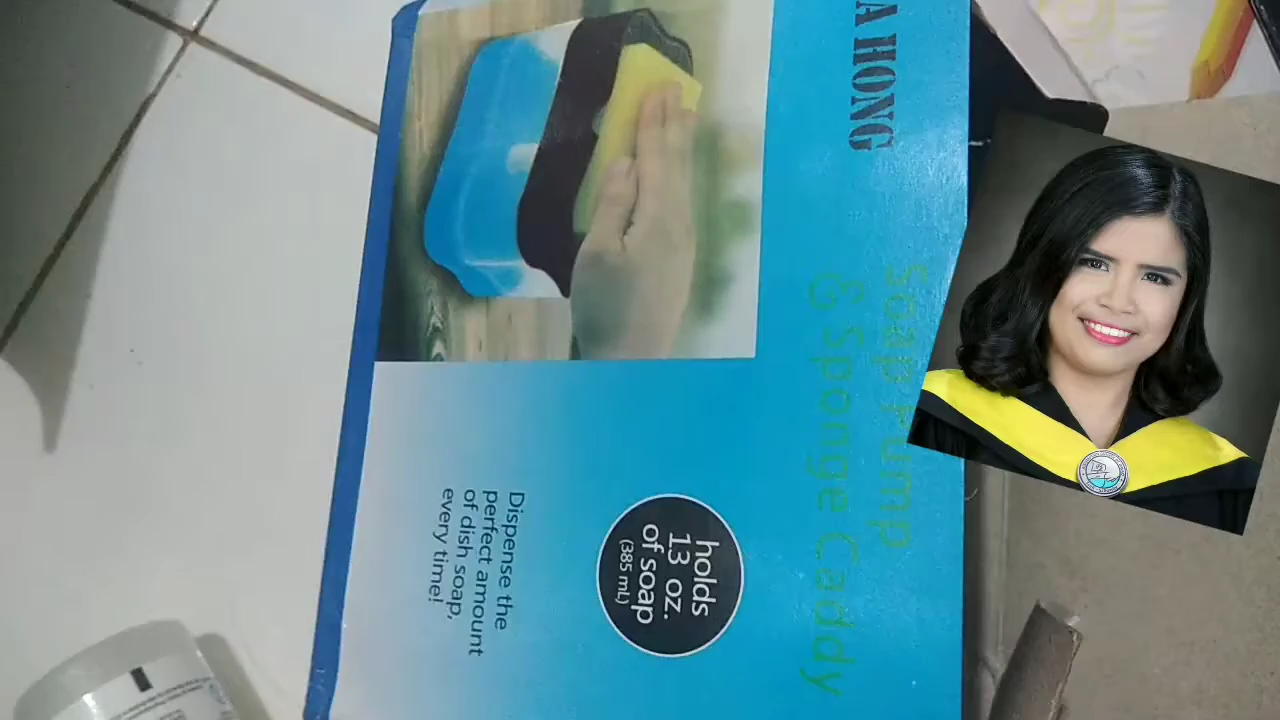 A HONG
Soap Pump
& Sponge Caddy
holds
13 oz.
of soap
(385 mL)
Dispense the
perfect amount
of dish soap,
every time!